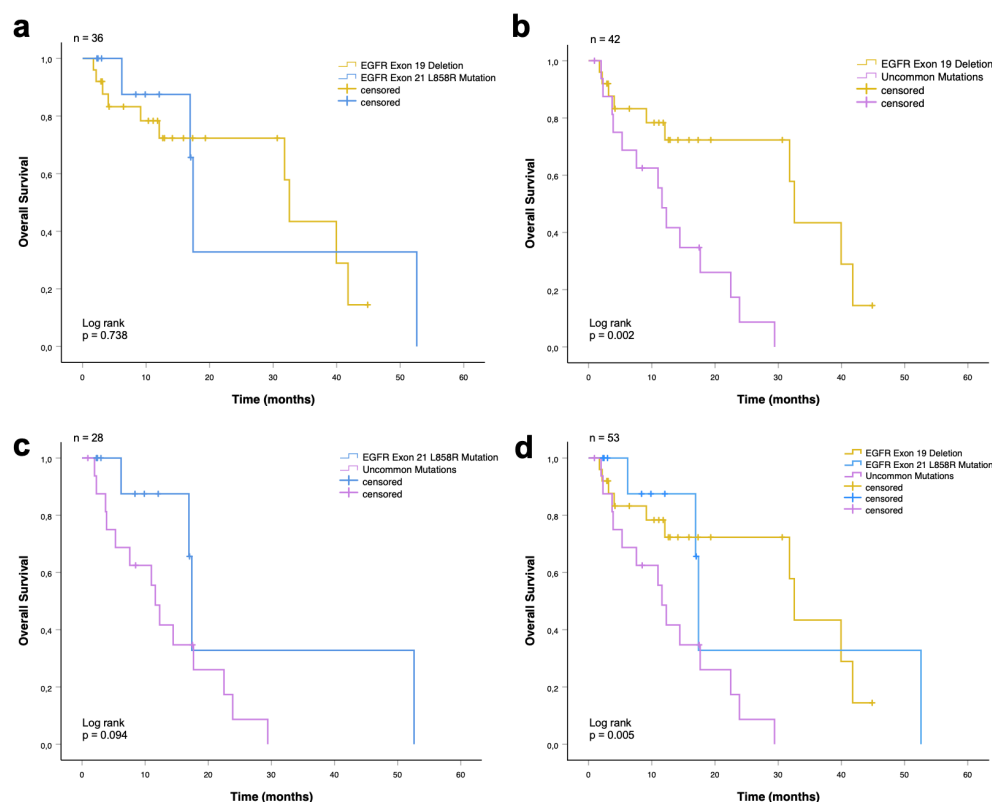 a
n = 36
EGFR Exon 19 Deletion
EGFR Exon 21 L858R Mutation
censored
censored
1,0
0,8
0,6
0,4
0,2
0,0
Overall Survival
Log rank
p = 0.738
0 10 20 30 40 50 60
Time (months)
b
n = 42
EGFR Exon 19 Deletion
Uncommon Mutations
censored
censored
1,0
0,8
0,6
0,4
0,2
0,0
Overall Survival
Log rank
p = 0.002
0 10 20 30 40 50 60
Time (months)
c
n = 28
EGFR Exon 21 L858R Mutation
Uncommon Mutations
censored
censored
1,0
0,8
0,6
0,4
0,2
0,0
Overall Survival
Log rank
p = 0.094
0 10 20 30 40 50 60
Time (months)
d
n = 53
EGFR Exon 19 Deletion
EGFR Exon 21 L858R Mutation
Uncommon Mutations
censored
censored
censored
1,0
0,8
0,6
0,4
0,2
0,0
Overall Survival
Log rank
p = 0.005
0 10 20 30 40 50 60
Time (months)